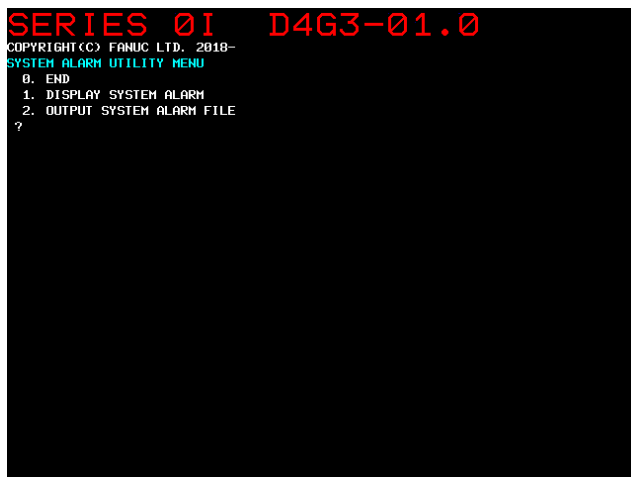 SERIES 0I D4G3-01.0
COPYRIGHT(C) FANUC LTD. 2018-
SYSTEM ALARM UTILITY MENU
0. END
1. DISPLAY SYSTEM ALARM
2. OUTPUT SYSTEM ALARM FILE
?